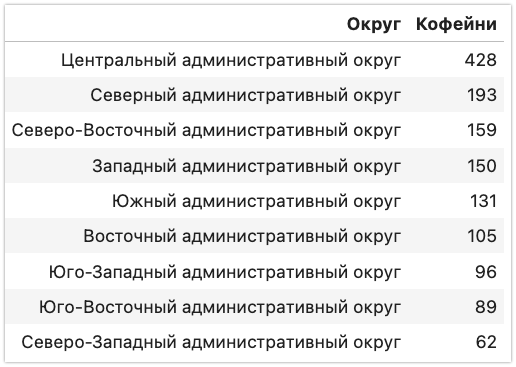 Округ Кофейни
Центральный административный округ 428
Северный административный округ 193
Северо-Восточный административный округ 159
Западный административный округ 150
Южный административный округ 131
Восточный административный округ 105
Юго-Западный административный округ 96
Юго-Восточный административный округ 89
Северо-Западный административный округ 62